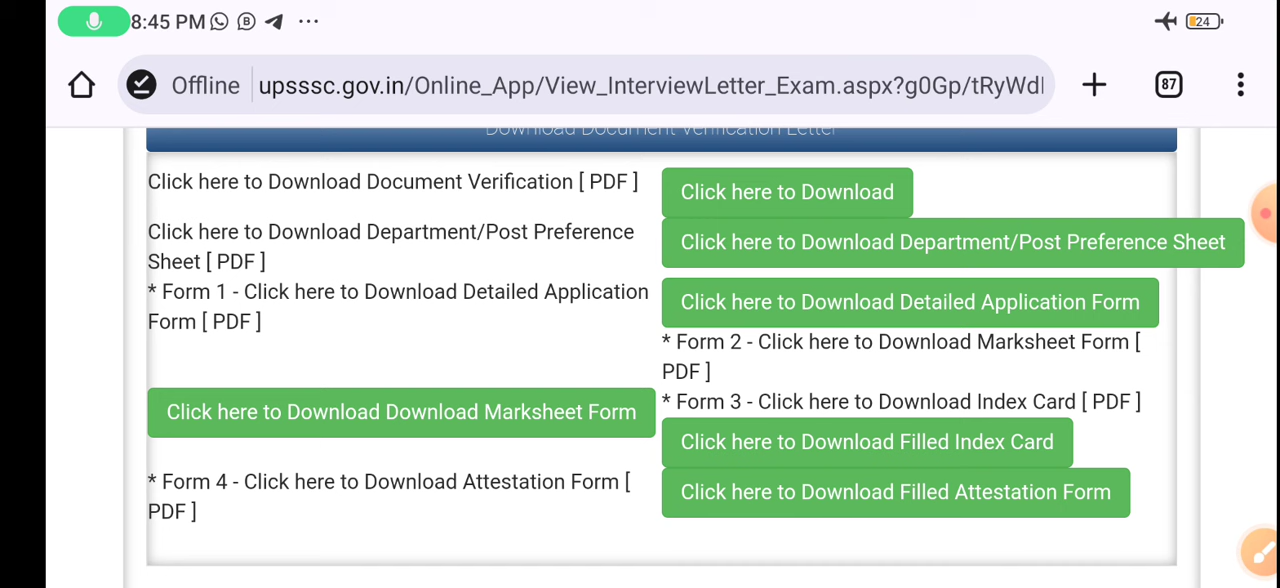 8:45 PM
24
Offline upsssc.gov.in/Online_App/View_InterviewLetter_Exam.aspx?g0Gp/tRyWdl
87
Download Document Verification Letter
Click here to Download Document Verification [ PDF ]
Click here to Download
Click here to Download Department/Post Preference
Sheet [ PDF ]
Click here to Download Department/Post Preference Sheet
* Form 1 - Click here to Download Detailed Application
Form [ PDF ]
Click here to Download Detailed Application Form
* Form 2 - Click here to Download Marksheet Form [
PDF ]
Click here to Download Download Marksheet Form
* Form 3 - Click here to Download Index Card [ PDF ]
Click here to Download Filled Index Card
* Form 4 - Click here to Download Attestation Form [
PDF ]
Click here to Download Filled Attestation Form